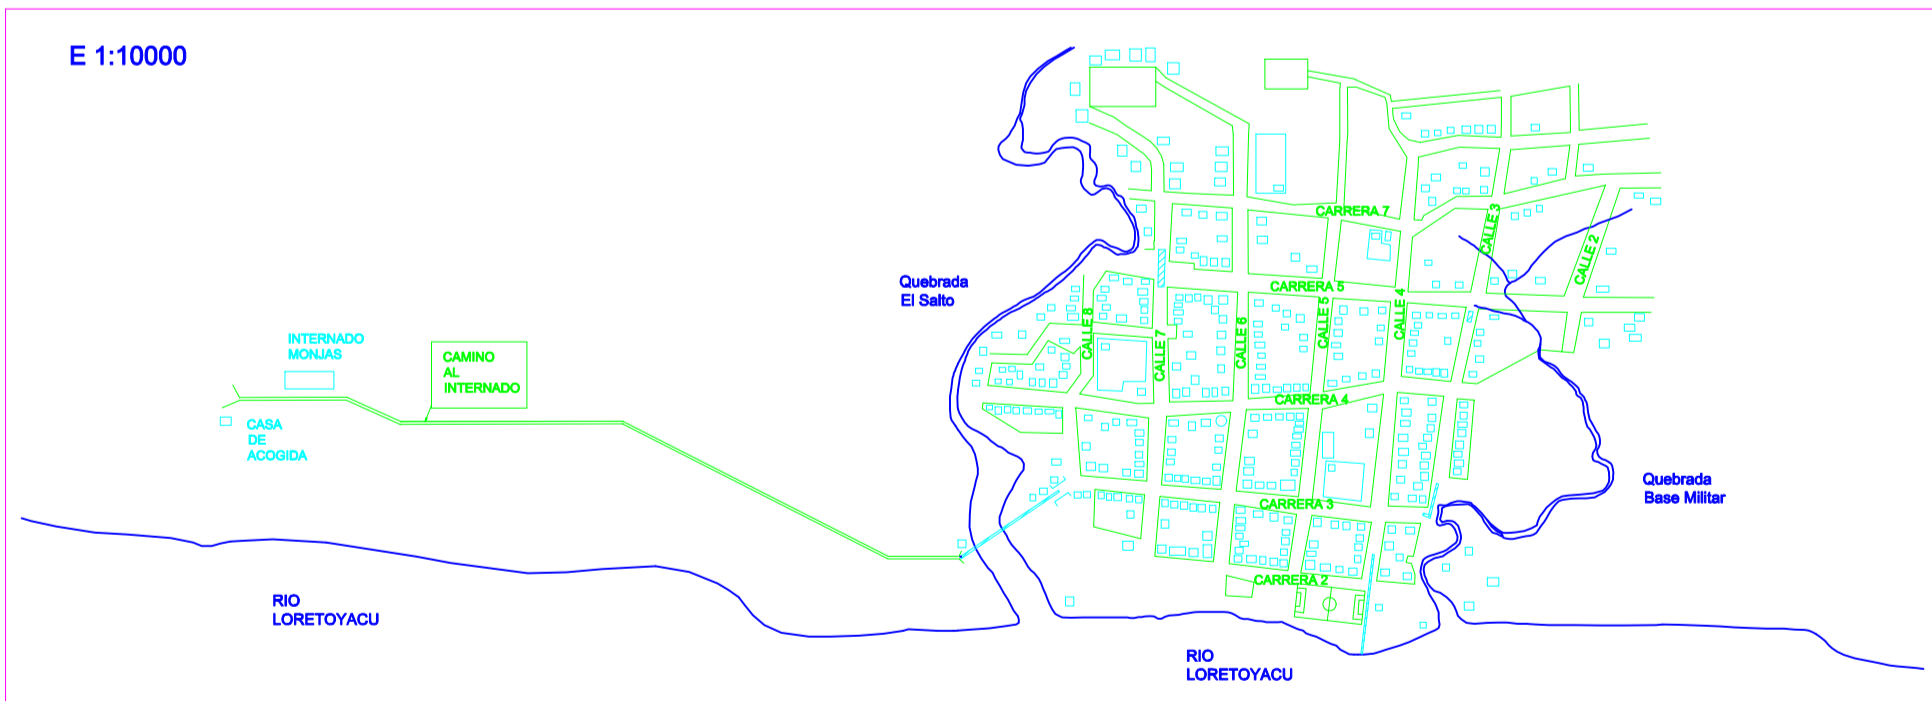 E 1:10000
CARRERA 7
CALLE 3
CALLE 2
Quebrada
El Salto
CARRERA 5
CALLE 8
CALLE 7
CALLE 6
CALLE 5
CALLE 4
INTERNADO
MONJAS
CAMINO
AL
INTERNADO
CARRERA 4
CASA
DE
ACOGIDA
Quebrada
Base Militar
CARRERA 3
CARRERA 2
RIO
LORETOYACU
RIO
LORETOYACU